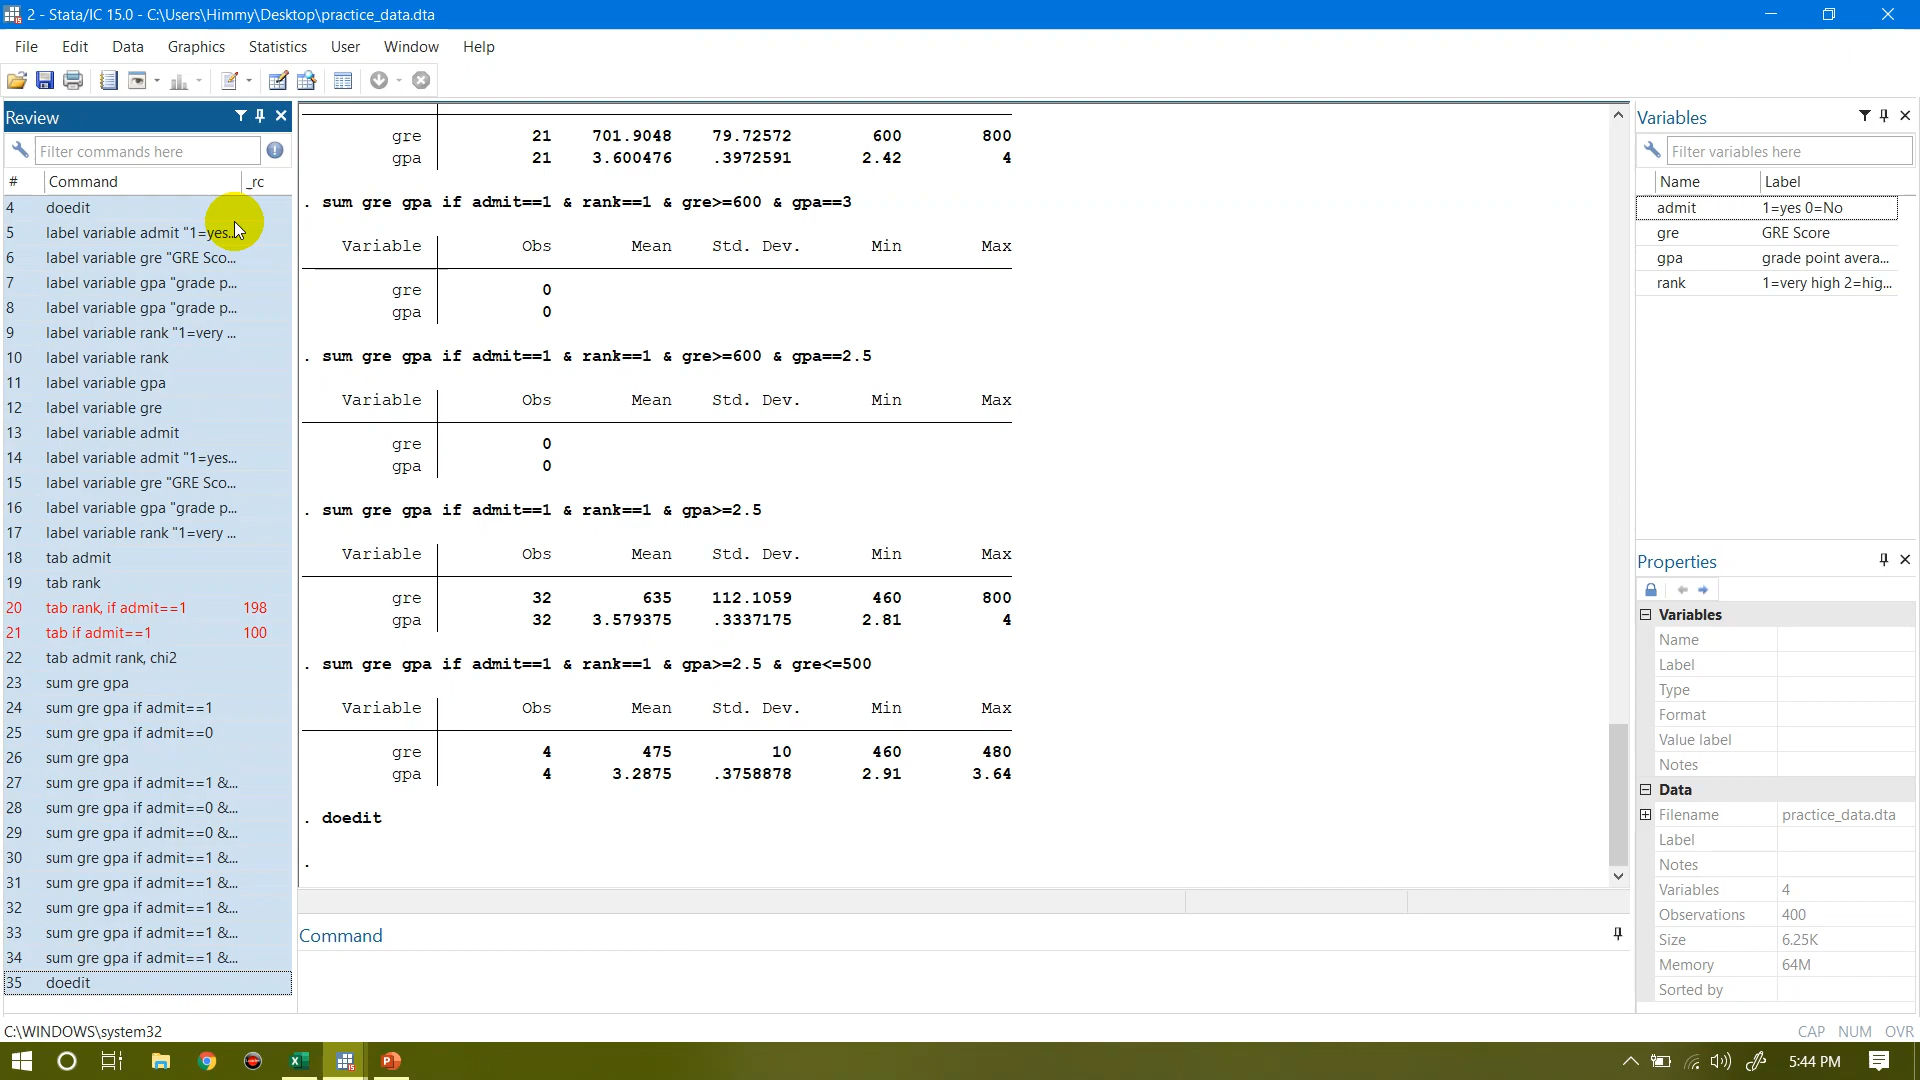 2 - Stata/IC 15.0 - C:\Users\Himmy\Desktop\practice_data.dta
File Edit Data Graphics Statistics User Window Help
Review
Filter commands here
# Command _rc
4 doedit
5 label variable admit "1=yes...
6 label variable gre "GRE Sco...
7 label variable gpa "grade p...
8 label variable gpa "grade p...
9 label variable rank "1=very ...
10 label variable rank
11 label variable gpa
12 label variable gre
13 label variable admit
14 label variable admit "1=yes...
15 label variable gre "GRE Sco...
16 label variable gpa "grade p...
17 label variable rank "1=very ...
18 tab admit
19 tab rank
20 tab rank, if admit==1 198
21 tab if admit==1 100
22 tab admit rank, chi2
23 sum gre gpa
24 sum gre gpa if admit==1
25 sum gre gpa if admit==0
26 sum gre gpa
27 sum gre gpa if admit==1 &...
28 sum gre gpa if admit==0 &...
29 sum gre gpa if admit==0 &...
30 sum gre gpa if admit==1 &...
31 sum gre gpa if admit==1 &...
32 sum gre gpa if admit==1 &...
33 sum gre gpa if admit==1 &...
34 sum gre gpa if admit==1 &...
35 doedit
gre 21 701.9048 79.72572 600 800
gpa 21 3.600476 .3972591 2.42 4
. sum gre gpa if admit==1 & rank==1 & gre>=600 & gpa==3
Variable Obs Mean Std. Dev. Min Max
gre 0
gpa 0
. sum gre gpa if admit==1 & rank==1 & gre>=600 & gpa==2.5
Variable Obs Mean Std. Dev. Min Max
gre 0
gpa 0
. sum gre gpa if admit==1 & rank==1 & gpa>=2.5
Variable Obs Mean Std. Dev. Min Max
gre 32 635 112.1059 460 800
gpa 32 3.579375 .3337175 2.81 4
. sum gre gpa if admit==1 & rank==1 & gpa>=2.5 & gre<=500
Variable Obs Mean Std. Dev. Min Max
gre 4 475 10 460 480
gpa 4 3.2875 .3758878 2.91 3.64
. doedit
.
Command
Variables
Filter variables here
Name Label
admit 1=yes 0=No
gre GRE Score
gpa grade point avera...
rank 1=very high 2=hig...
Properties
Variables
Name
Label
Type
Format
Value label
Notes
Data
Filename practice_data.dta
Label
Notes
Variables 4
Observations 400
Size 6.25K
Memory 64M
Sorted by
C:\WINDOWS\system32
CAP NUM OVR
5:44 PM